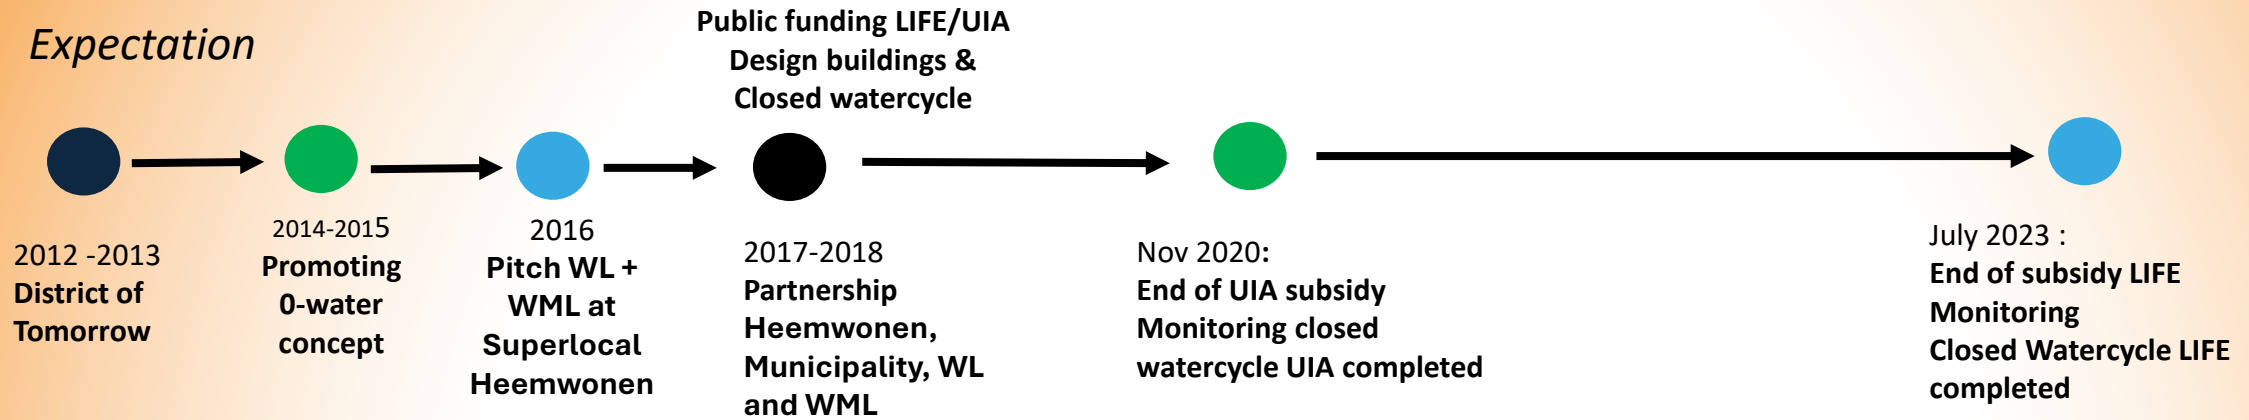 Expectation
Public funding LIFE/UIA
Design buildings &
Closed watercycle
2012 -2013
District of
Tomorrow
2014-2015
Promoting
0-water
concept
2016
Pitch WL +
WML at
Superlocal
Heemwonen
2017-2018
Partnership
Heemwonen,
Municipality, WL
and WML
Nov 2020:
End of UIA subsidy
Monitoring closed
watercycle UIA completed
July 2023 :
End of subsidy LIFE
Monitoring
Closed Watercycle LIFE
completed